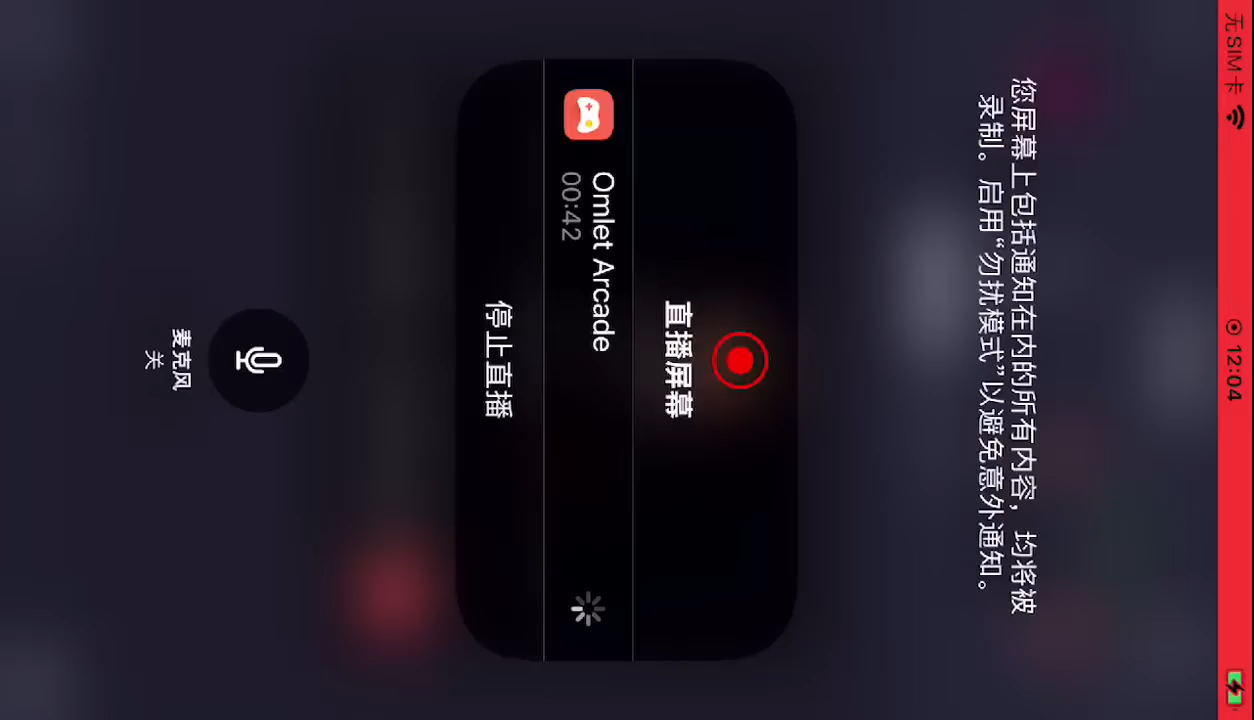 无SIM卡
12:04
您屏幕上包括通知在内的所有内容，均将被
录制。启用“勿扰模式”以避免意外通知。
直播屏幕
Omlet Arcade
00:42
停止直播
麦克风
关